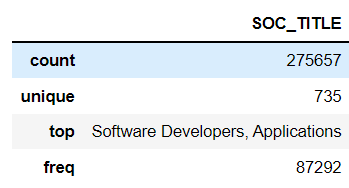 SOC_TITLE
count 275657
unique 735
top Software Developers, Applications
freq 87292